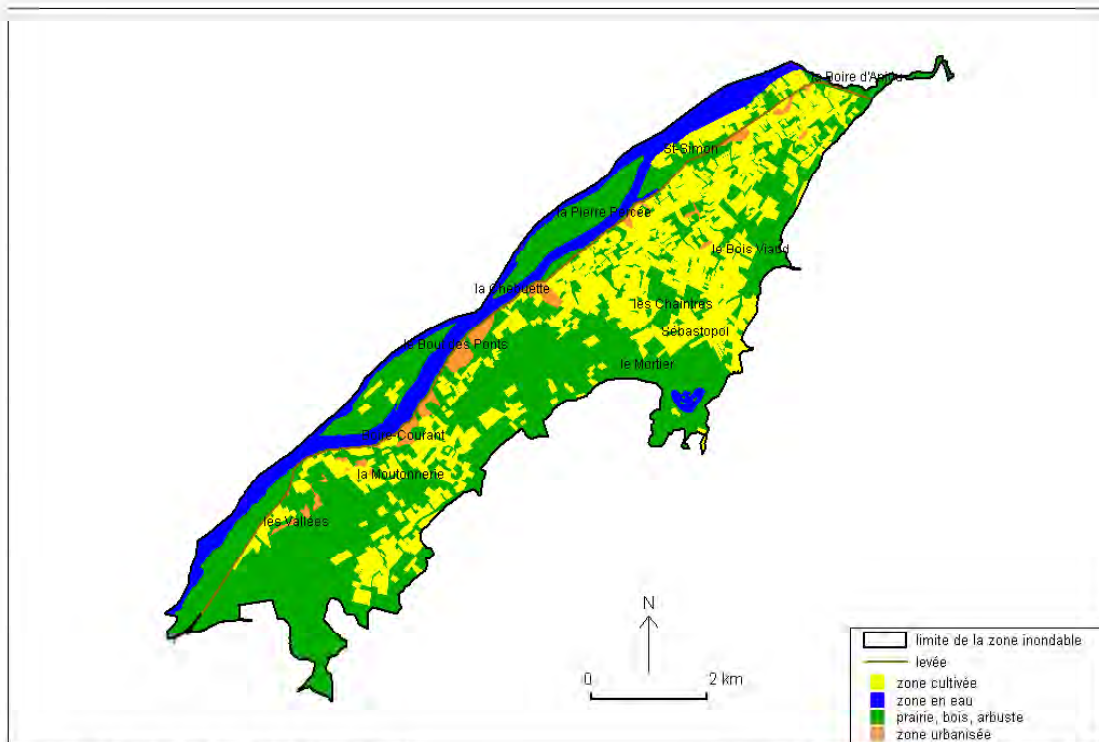 la Boire d'Anjou
St-Simon
la Pierre Percée
le Bois Viaud
la Chebuette
les Chaintres
Sébastopol
le Bout des Ponts
le Mortier
Boire-Courant
la Moutonnerie
les Vallées
N
0 2 km
limite de la zone inondable
levée
zone cultivée
zone en eau
prairie, bois, arbuste
zone urbanisée